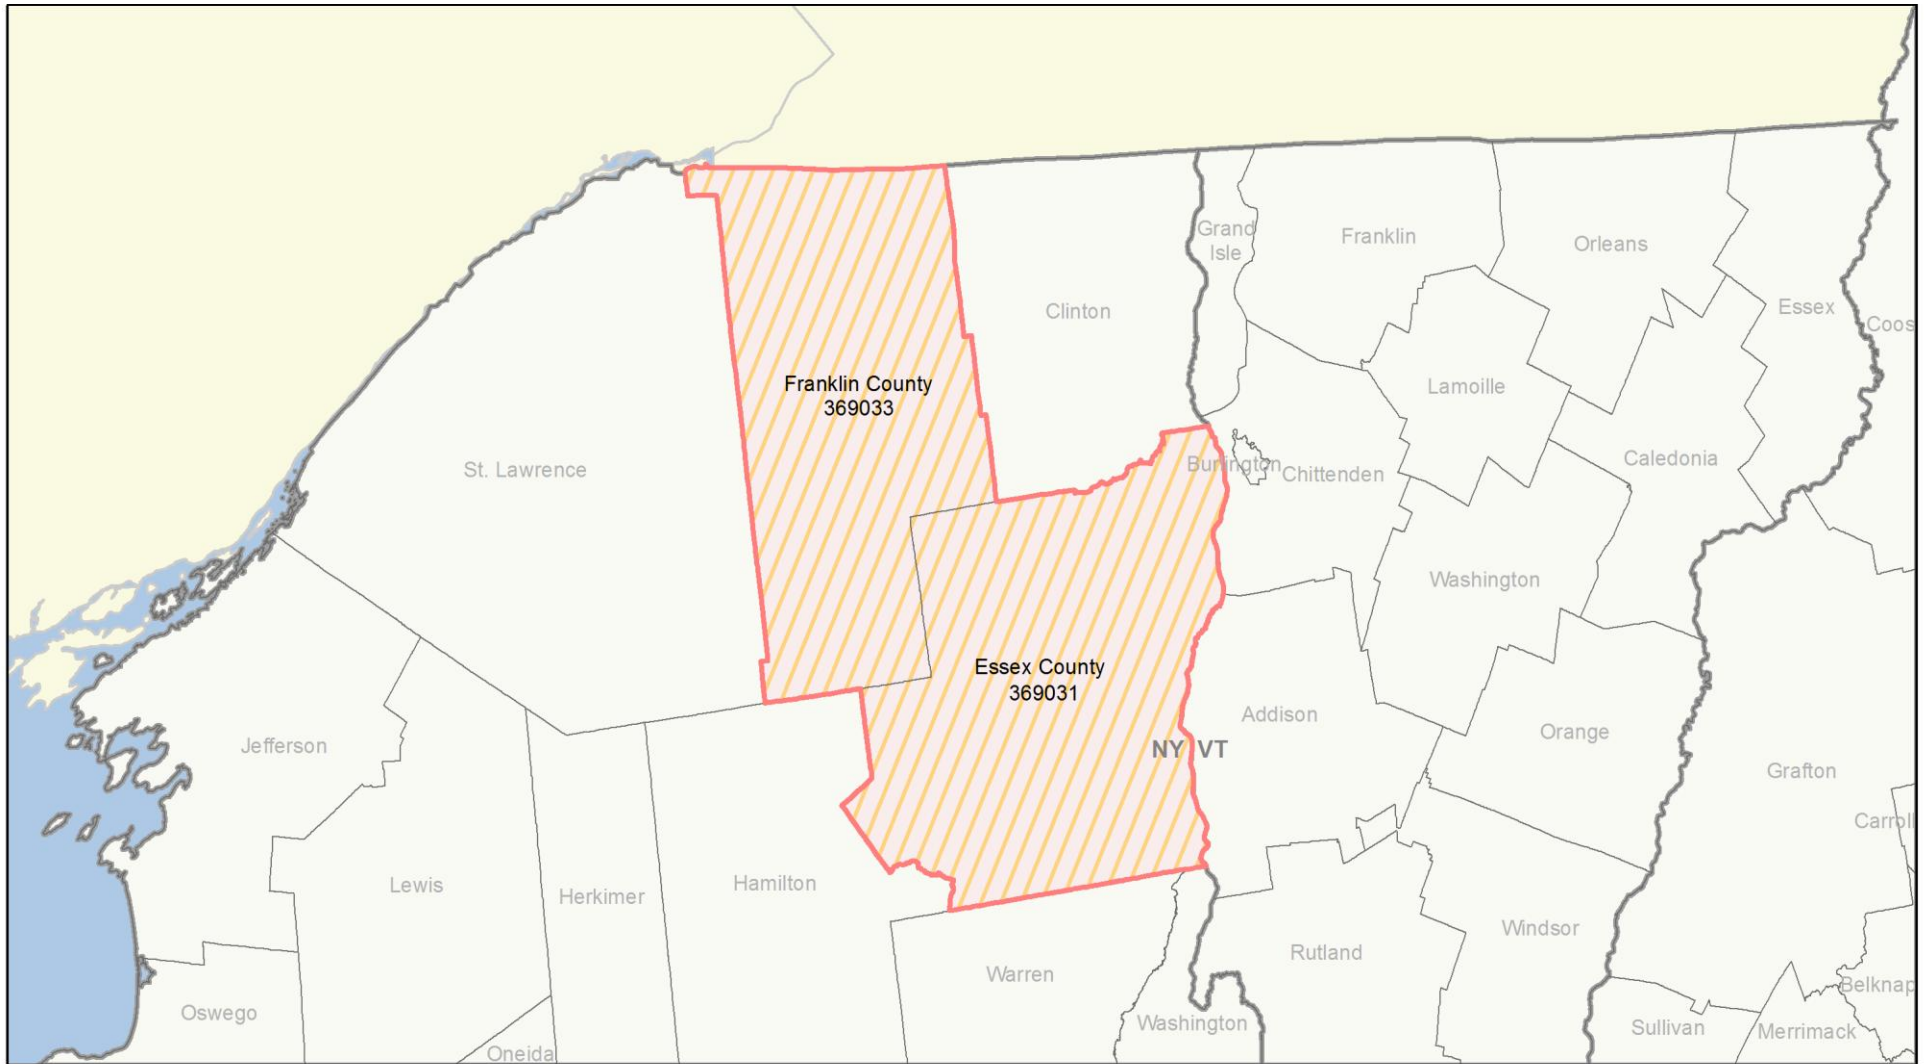 Grand
Isle
Franklin
Orleans
Clinton
Essex
Coos
Franklin County
369033
Lamoille
St. Lawrence
Burlington
Chittenden
Caledonia
Washington
Essex County
369031
Addison
NY
VT
Orange
Jefferson
Grafton
Carroll
Lewis
Herkimer
Hamilton
Windsor
Rutland
Warren
Belknap
Oswego
Washington
Sullivan
Merrimack
Oneida